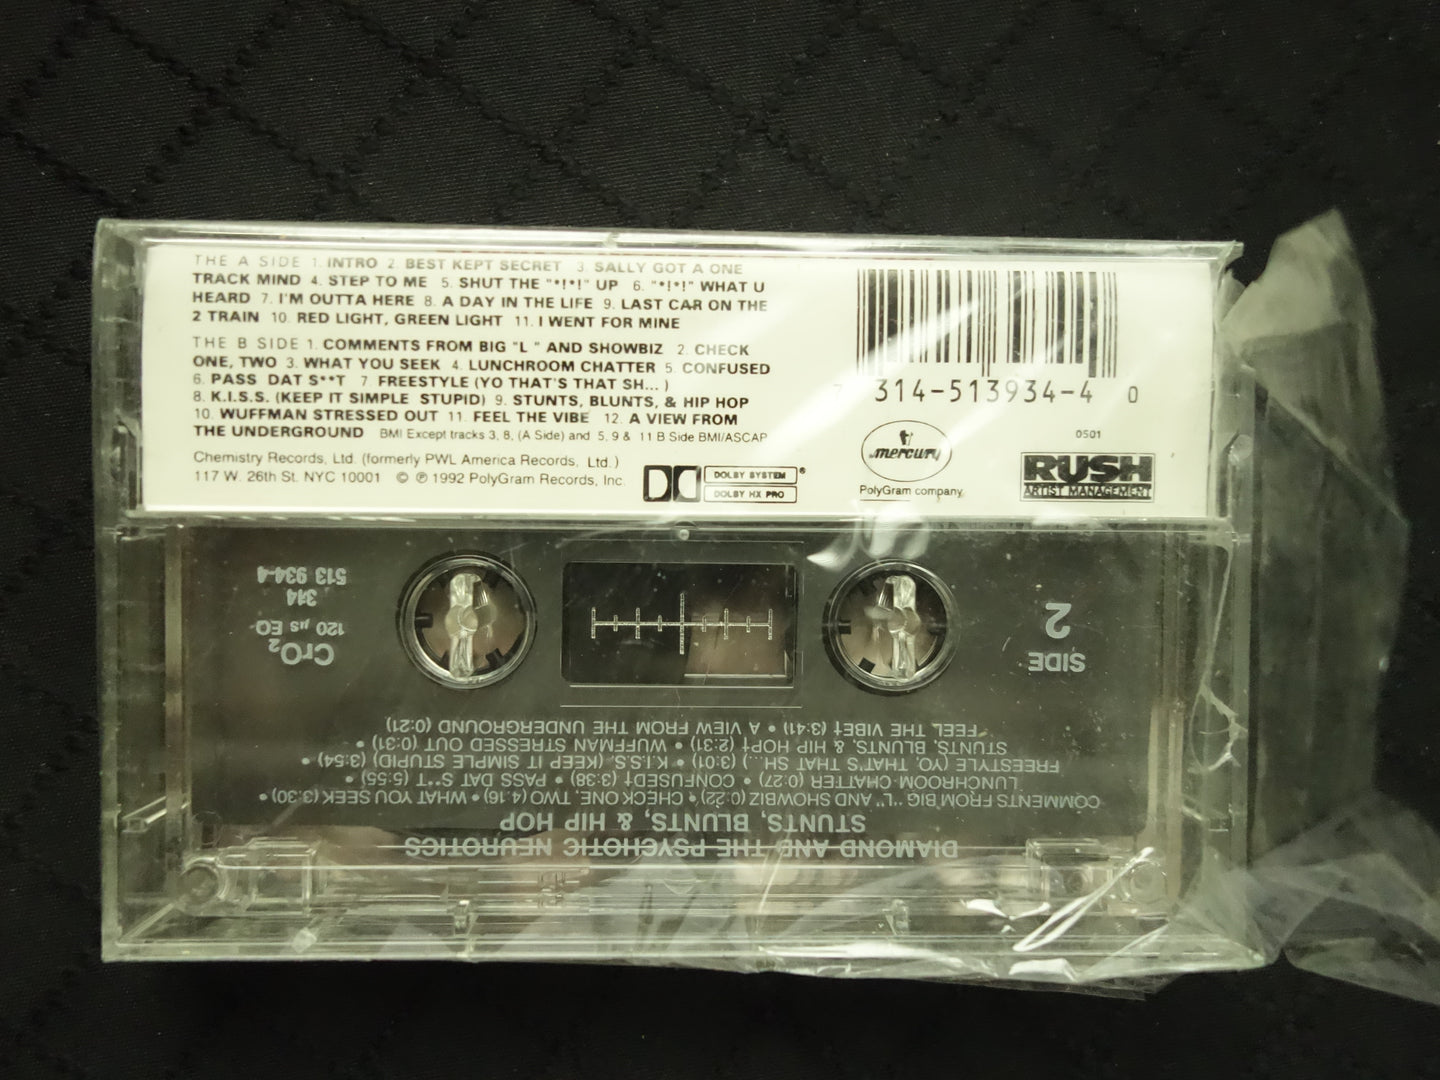 THE A SIDE 1. INTRO 2. BEST KEPT SECRET 3. SALLY GOT A ONE
TRACK MIND 4. STEP TO ME 5. SHUT THE "*!*!" UP 6. "*!*!" WHAT U
HEARD 7. I'M OUTTA HERE 8. A DAY IN THE LIFE 9. LAST CAR ON THE
2 TRAIN 10. RED LIGHT, GREEN LIGHT 11. I WENT FOR MINE
THE B SIDE 1. COMMENTS FROM BIG "L" AND SHOWBIZ 2. CHECK
ONE, TWO 3. WHAT YOU SEEK 4. LUNCHROOM CHATTER 5. CONFUSED
6. PASS DAT S**T 7. FREESTYLE (YO THAT'S THAT SH... )
8. K.I.S.S. (KEEP IT SIMPLE STUPID) 9. STUNTS, BLUNTS, & HIP HOP
10. WUFFMAN STRESSED OUT 11. FEEL THE VIBE 12. A VIEW FROM
THE UNDERGROUND BMI Except tracks 3, 8, (A Side) and 5, 9 & 11 B Side BMI/ASCAP
Chemistry Records, Ltd. (formerly PWL America Records, Ltd.)
117 W. 26th St. NYC 10001 © ℗ 1992 PolyGram Records, Inc.
DOLBY SYSTEM ®
DOLBY HX PRO
7 314-513934-4 0
mercury
PolyGram company
0501
RUSH
ARTIST MANAGEMENT
DIAMOND AND THE PSYCHOTIC NEUROTICS
STUNTS, BLUNTS, & HIP HOP
COMMENTS FROM BIG "L" AND SHOWBIZ (0:22) • CHECK ONE, TWO (4:16) • WHAT YOU SEEK (3:30) •
LUNCHROOM CHATTER (0:27) CONFUSED† (3:38) • PASS DAT S**T (5:55) •
FREESTYLE (YO, THAT'S THAT SH...) (3:01) • K.I.S.S. (KEEP IT SIMPLE STUPID) (3:54) •
STUNTS, BLUNTS, & HIP HOP† (2:31) • WUFFMAN STRESSED OUT (0:31) •
FEEL THE VIBE† (3:41) • A VIEW FROM THE UNDERGROUND (0:21)
SIDE
2
CrO2
120 µs EQ
314
513 934-4